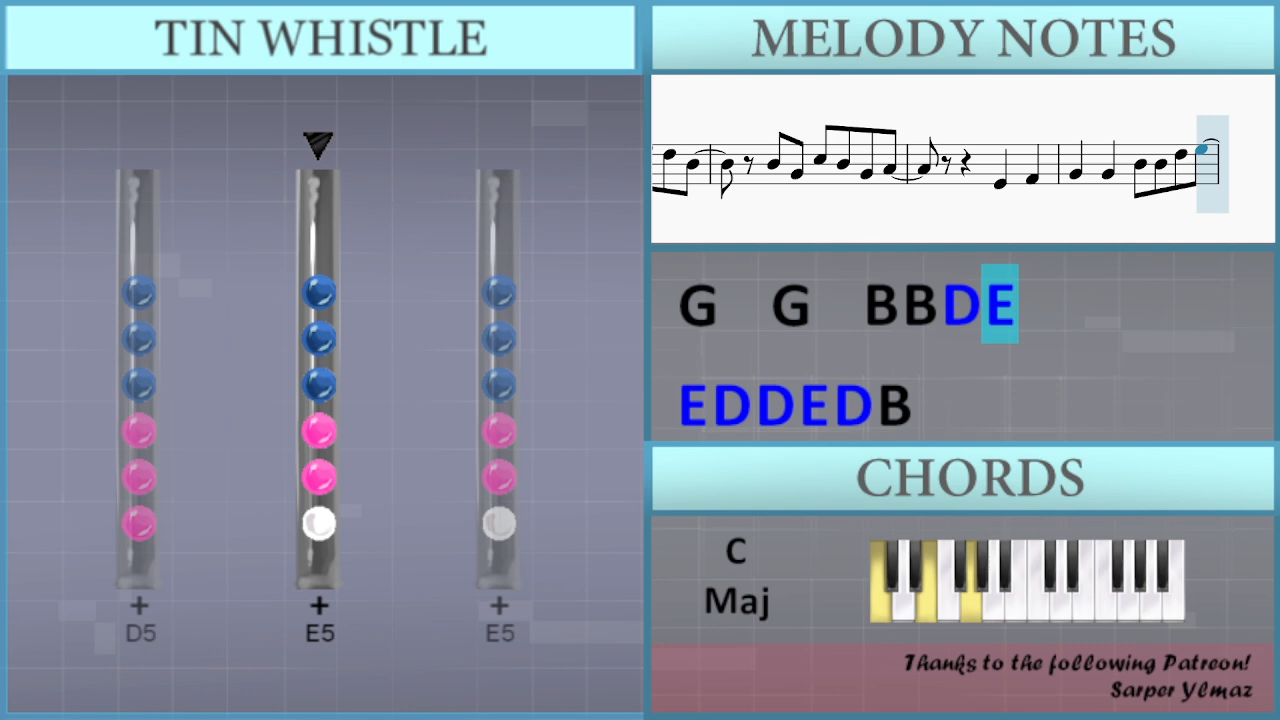 TIN WHISTLE
+ + +
D5 E5 E5
MELODY NOTES
G G BBDE
EDDEDB
CHORDS
C
Maj
Thanks to the following Patreon!
Sarper Ylmaz